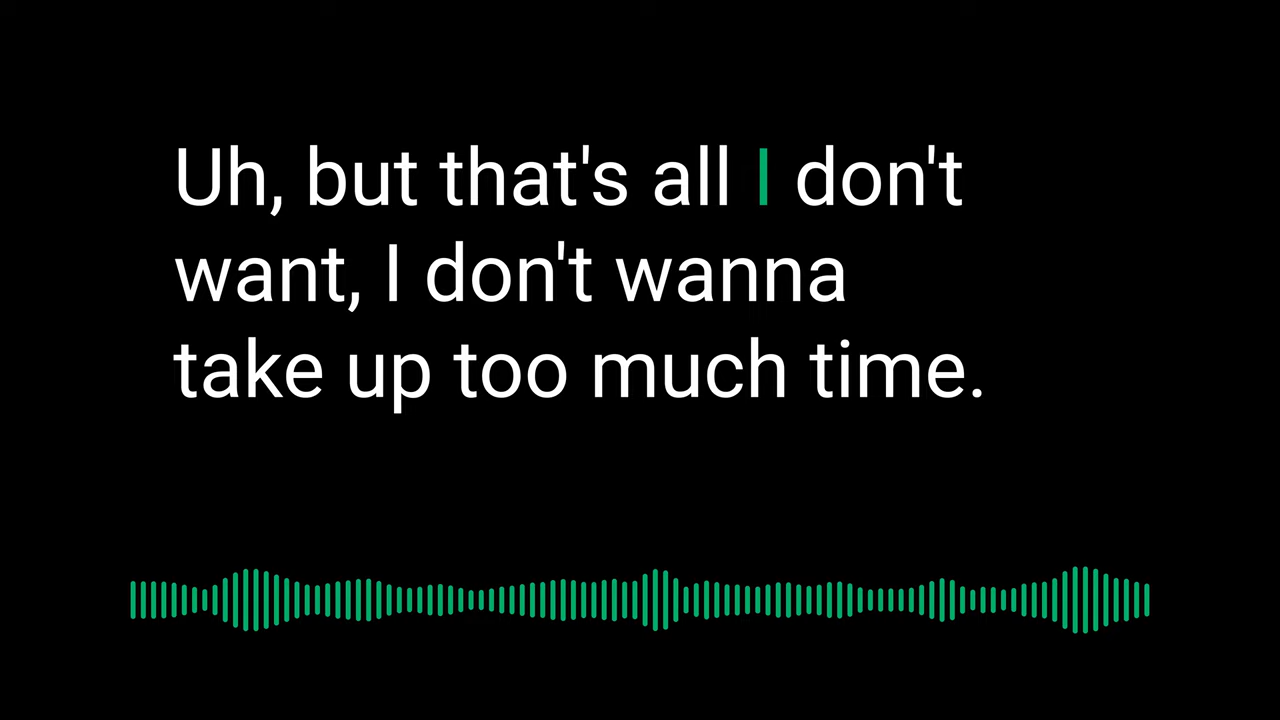 Uh, but that's all I don't
want, I don't wanna
take up too much time.